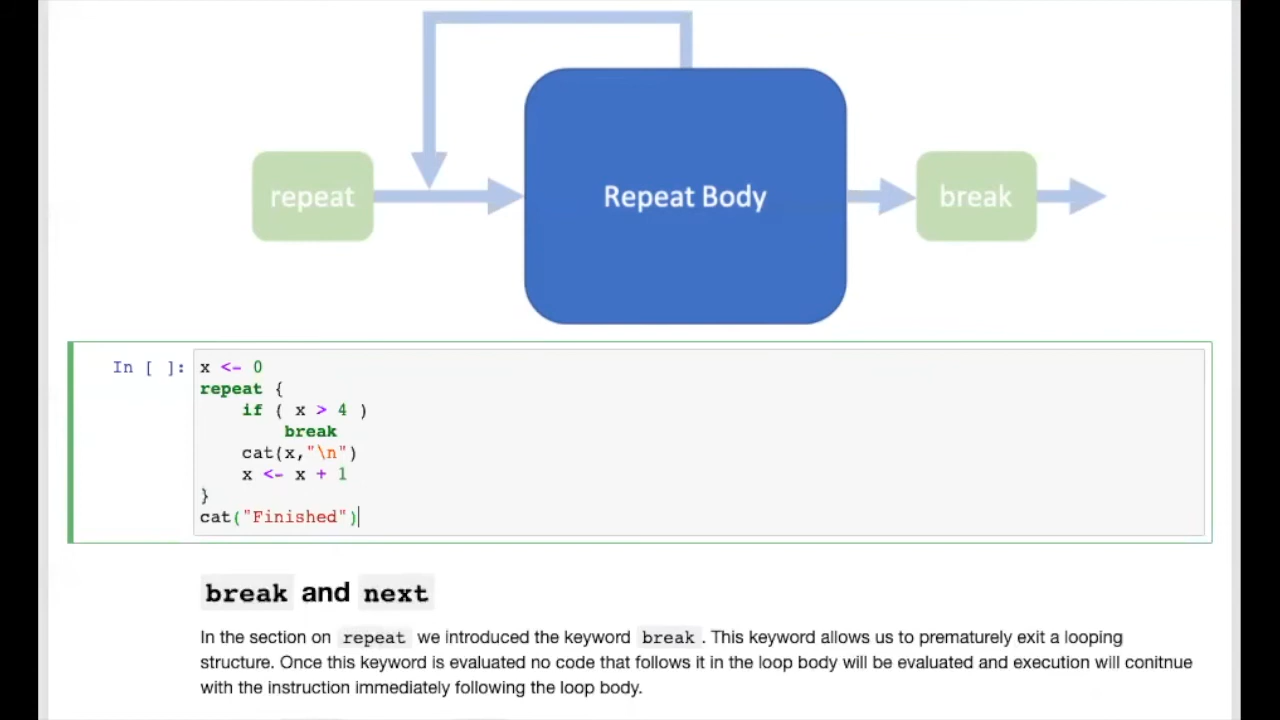 repeat
Repeat Body
break
In [ ]:
x <- 0
repeat {
    if ( x > 4 )
        break
    cat(x,"\n")
    x <- x + 1
}
cat("Finished")
break and next
In the section on repeat we introduced the keyword break . This keyword allows us to prematurely exit a looping
structure. Once this keyword is evaluated no code that follows it in the loop body will be evaluated and execution will conitnue
with the instruction immediately following the loop body.